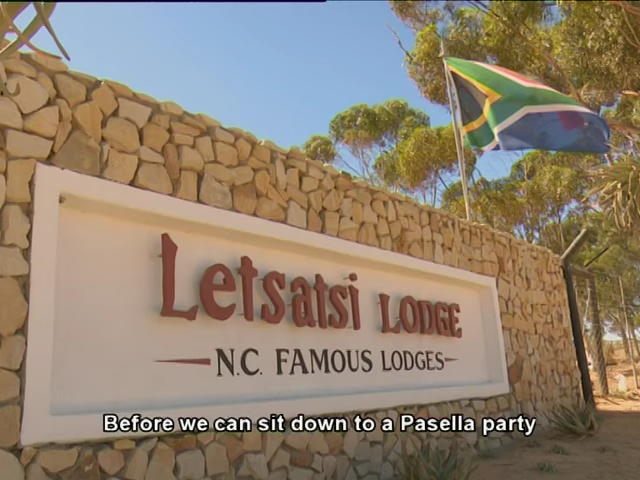 Letsatsi LODGE
N.C. FAMOUS LODGES
Before we can sit down to a Pasella party